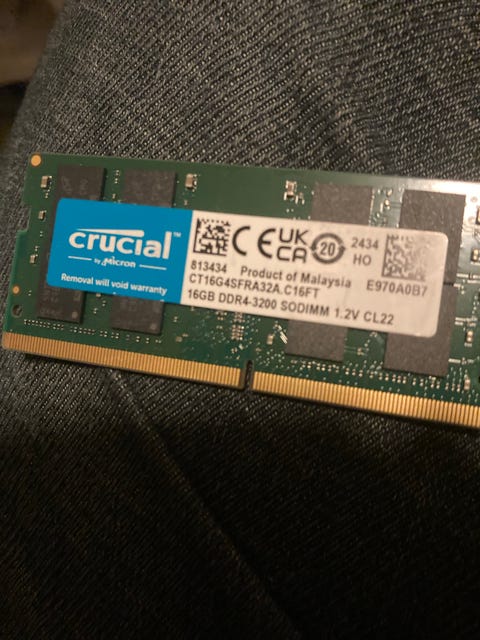 crucial™
by Micron
Removal will void warranty
CE UK CA 20 2434 HO
813434 Product of Malaysia E970A0B7
CT16G4SFRA32A.C16FT
16GB DDR4-3200 SODIMM 1.2V CL22